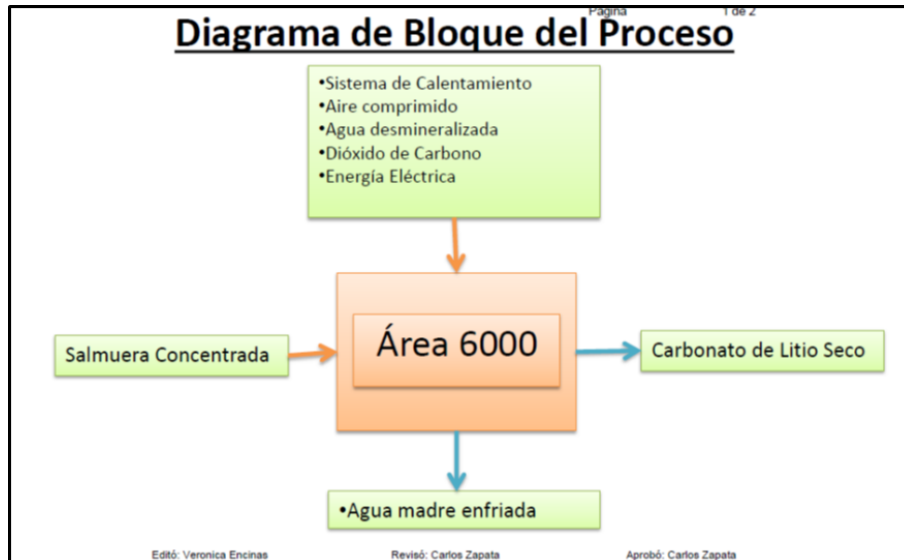 Página 1 de 2
Diagrama de Bloque del Proceso
•Sistema de Calentamiento
•Aire comprimido
•Agua desmineralizada
•Dióxido de Carbono
•Energía Eléctrica
Salmuera Concentrada
Área 6000
Carbonato de Litio Seco
•Agua madre enfriada
Editó: Veronica Encinas Revisó: Carlos Zapata Aprobó: Carlos Zapata